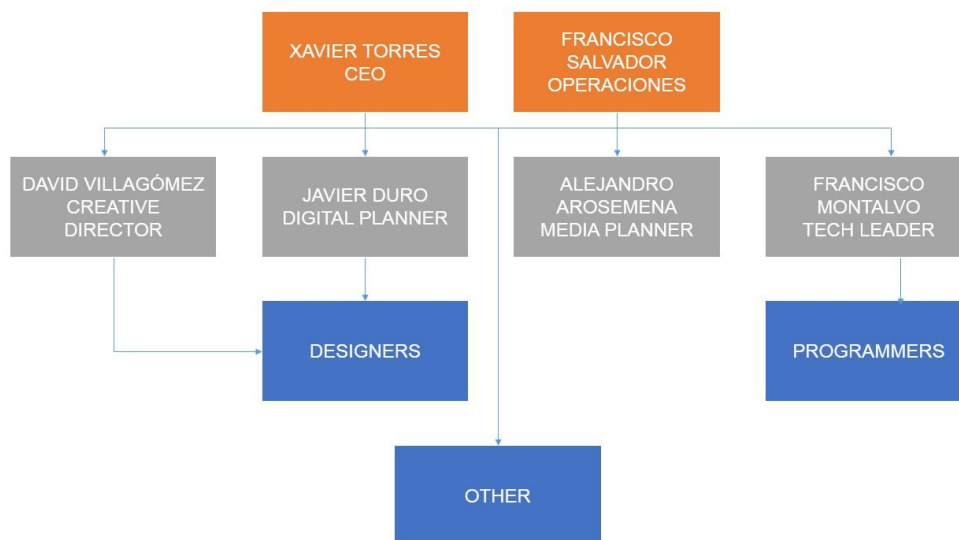 XAVIER TORRES
CEO
FRANCISCO
SALVADOR
OPERACIONES
DAVID VILLAGÓMEZ
CREATIVE
DIRECTOR
JAVIER DURO
DIGITAL PLANNER
ALEJANDRO
AROSEMENA
MEDIA PLANNER
FRANCISCO
MONTALVO
TECH LEADER
DESIGNERS
PROGRAMMERS
OTHER